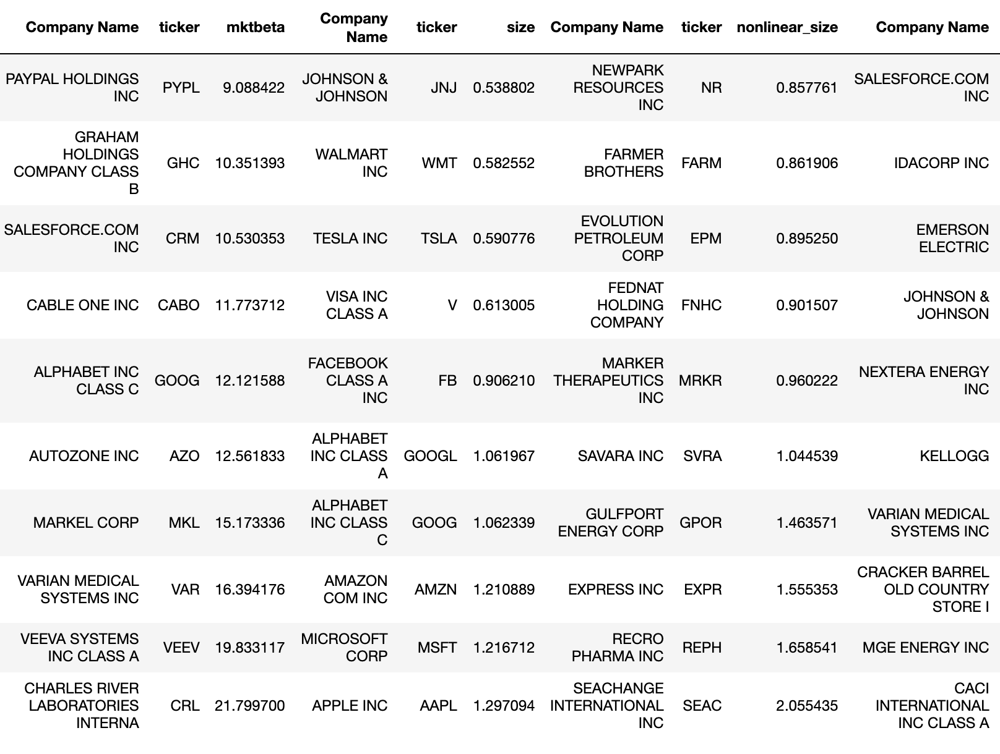 Company Name ticker mktbeta Company Name ticker size Company Name ticker nonlinear_size Company Name
PAYPAL HOLDINGS INC PYPL 9.088422 JOHNSON & JOHNSON JNJ 0.538802 NEWPARK RESOURCES INC NR 0.857761 SALESFORCE.COM INC
GRAHAM HOLDINGS COMPANY CLASS B GHC 10.351393 WALMART INC WMT 0.582552 FARMER BROTHERS FARM 0.861906 IDACORP INC
SALESFORCE.COM INC CRM 10.530353 TESLA INC TSLA 0.590776 EVOLUTION PETROLEUM CORP EPM 0.895250 EMERSON ELECTRIC
CABLE ONE INC CABO 11.773712 VISA INC CLASS A V 0.613005 FEDNAT HOLDING COMPANY FNHC 0.901507 JOHNSON & JOHNSON
ALPHABET INC CLASS C GOOG 12.121588 FACEBOOK CLASS A INC FB 0.906210 MARKER THERAPEUTICS INC MRKR 0.960222 NEXTERA ENERGY INC
AUTOZONE INC AZO 12.561833 ALPHABET INC CLASS A GOOGL 1.061967 SAVARA INC SVRA 1.044539 KELLOGG
MARKEL CORP MKL 15.173336 ALPHABET INC CLASS C GOOG 1.062339 GULFPORT ENERGY CORP GPOR 1.463571 VARIAN MEDICAL SYSTEMS INC
VARIAN MEDICAL SYSTEMS INC VAR 16.394176 AMAZON COM INC AMZN 1.210889 EXPRESS INC EXPR 1.555353 CRACKER BARREL OLD COUNTRY STORE I
VEEVA SYSTEMS INC CLASS A VEEV 19.833117 MICROSOFT CORP MSFT 1.216712 RECRO PHARMA INC REPH 1.658541 MGE ENERGY INC
CHARLES RIVER LABORATORIES INTERNA CRL 21.799700 APPLE INC AAPL 1.297094 SEACHANGE INTERNATIONAL INC SEAC 2.055435 CACI INTERNATIONAL INC CLASS A